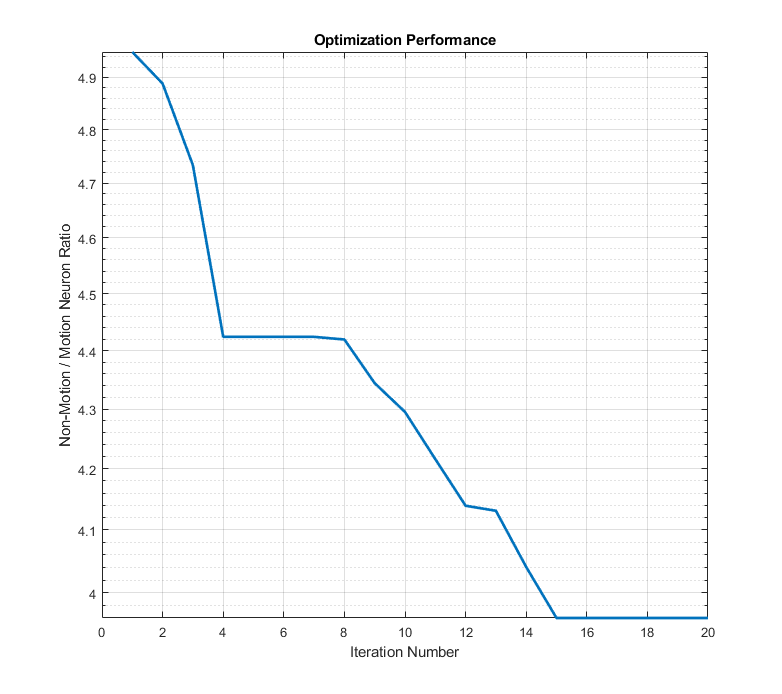 Optimization Performance
Non-Motion / Motion Neuron Ratio
4.9
4.8
4.7
4.6
4.5
4.4
4.3
4.2
4.1
4
0 2 4 6 8 10 12 14 16 18 20
Iteration Number